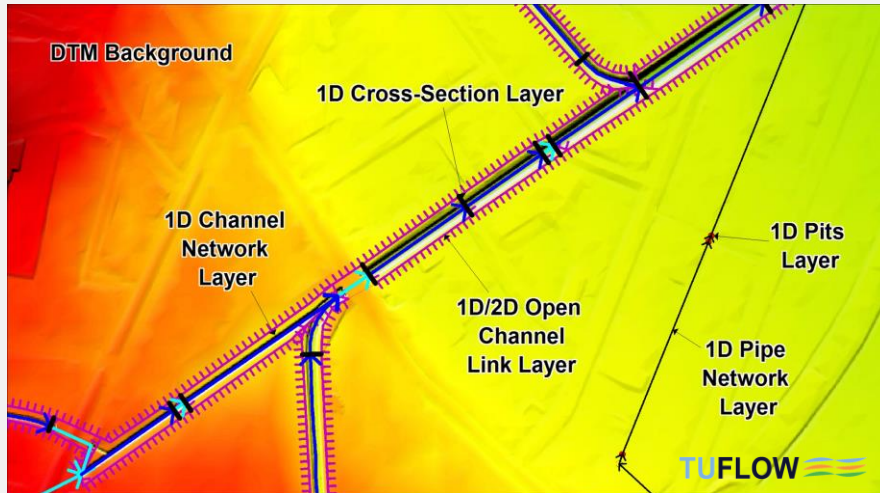 DTM Background
1D Cross-Section Layer
1D Channel
Network
Layer
1D Pits
Layer
1D/2D Open
Channel
Link Layer
1D Pipe
Network
Layer
TUFLOW